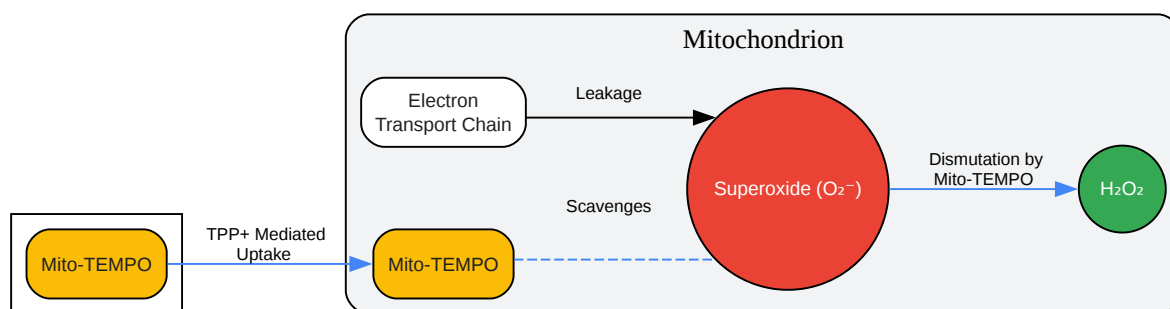 Mitochondrion
Electron
Transport Chain
Leakage
Superoxide (O₂⁻)
Dismutation by
Mito-TEMPO
H₂O₂
Scavenges
Mito-TEMPO
TPP+ Mediated
Uptake
Mito-TEMPO